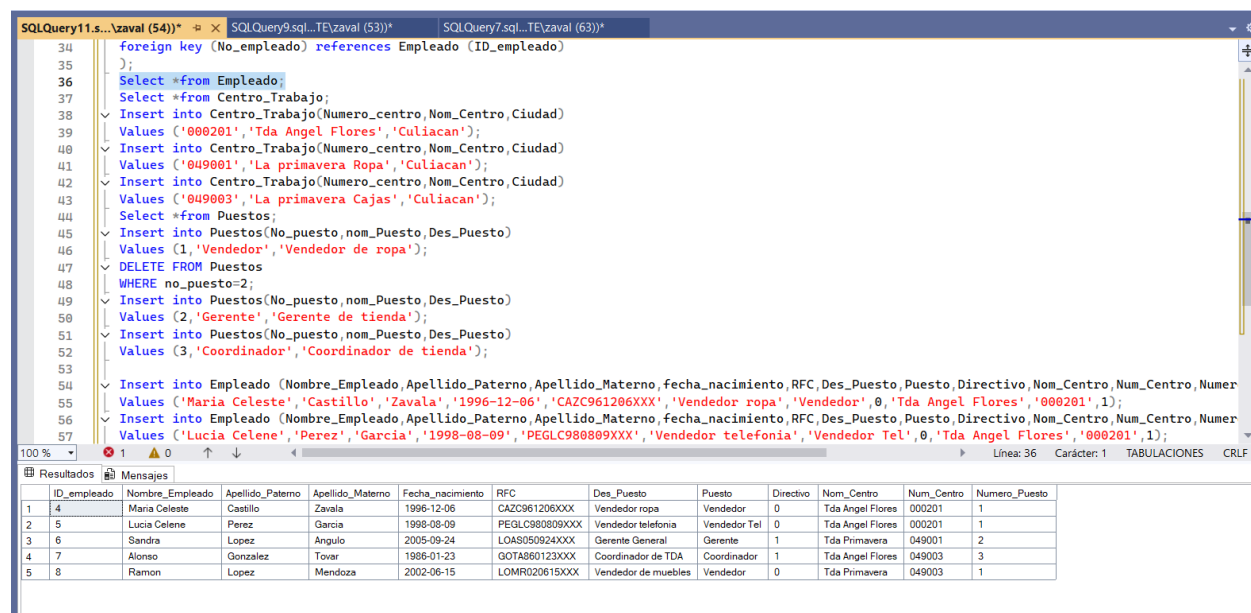 SQLQuery11.s...\zaval (54))* SQLQuery9.sql...TE\zaval (53))* SQLQuery7.sql...TE\zaval (63))*
34 foreign key (No_empleado) references Empleado (ID_empleado)
35 );
36 Select *from Empleado;
37 Select *from Centro_Trabajo;
38 Insert into Centro_Trabajo(Numero_centro,Nom_Centro,Ciudad)
39 Values ('000201','Tda Angel Flores','Culiacan');
40 Insert into Centro_Trabajo(Numero_centro,Nom_Centro,Ciudad)
41 Values ('049001','La primavera Ropa','Culiacan');
42 Insert into Centro_Trabajo(Numero_centro,Nom_Centro,Ciudad)
43 Values ('049003','La primavera Cajas','Culiacan');
44 Select *from Puestos;
45 Insert into Puestos(No_puesto,nom_Puesto,Des_Puesto)
46 Values (1,'Vendedor','Vendedor de ropa');
47 DELETE FROM Puestos
48 WHERE no_puesto=2;
49 Insert into Puestos(No_puesto,nom_Puesto,Des_Puesto)
50 Values (2,'Gerente','Gerente de tienda');
51 Insert into Puestos(No_puesto,nom_Puesto,Des_Puesto)
52 Values (3,'Coordinador','Coordinador de tienda');
53
54 Insert into Empleado (Nombre_Empleado,Apellido_Paterno,Apellido_Materno,fecha_nacimiento,RFC,Des_Puesto,Puesto,Directivo,Nom_Centro,Num_Centro,Numer
55 Values ('Maria Celeste','Castillo','Zavala','1996-12-06','CAZC961206XXX','Vendedor ropa','Vendedor',0,'Tda Angel Flores','000201',1);
56 Insert into Empleado (Nombre_Empleado,Apellido_Paterno,Apellido_Materno,fecha_nacimiento,RFC,Des_Puesto,Puesto,Directivo,Nom_Centro,Num_Centro,Numer
57 Values ('Lucia Celene','Perez','Garcia','1998-08-09','PEGLC980809XXX','Vendedor telefonia','Vendedor Tel',0,'Tda Angel Flores','000201',1);
100 % 1 0 Línea: 36 Carácter: 1 TABULACIONES CRLF
Resultados Mensajes
ID_empleado Nombre_Empleado Apellido_Paterno Apellido_Materno Fecha_nacimiento RFC Des_Puesto Puesto Directivo Nom_Centro Num_Centro Numero_Puesto
1 4 Maria Celeste Castillo Zavala 1996-12-06 CAZC961206XXX Vendedor ropa Vendedor 0 Tda Angel Flores 000201 1
2 5 Lucia Celene Perez Garcia 1998-08-09 PEGLC980809XXX Vendedor telefonia Vendedor Tel 0 Tda Angel Flores 000201 1
3 6 Sandra Lopez Angulo 2005-09-24 LOAS050924XXX Gerente General Gerente 1 Tda Primavera 049001 2
4 7 Alonso Gonzalez Tovar 1986-01-23 GOTA860123XXX Coordinador de TDA Coordinador 1 Tda Angel Flores 049003 3
5 8 Ramon Lopez Mendoza 2002-06-15 LOMR020615XXX Vendedor de muebles Vendedor 0 Tda Primavera 049003 1